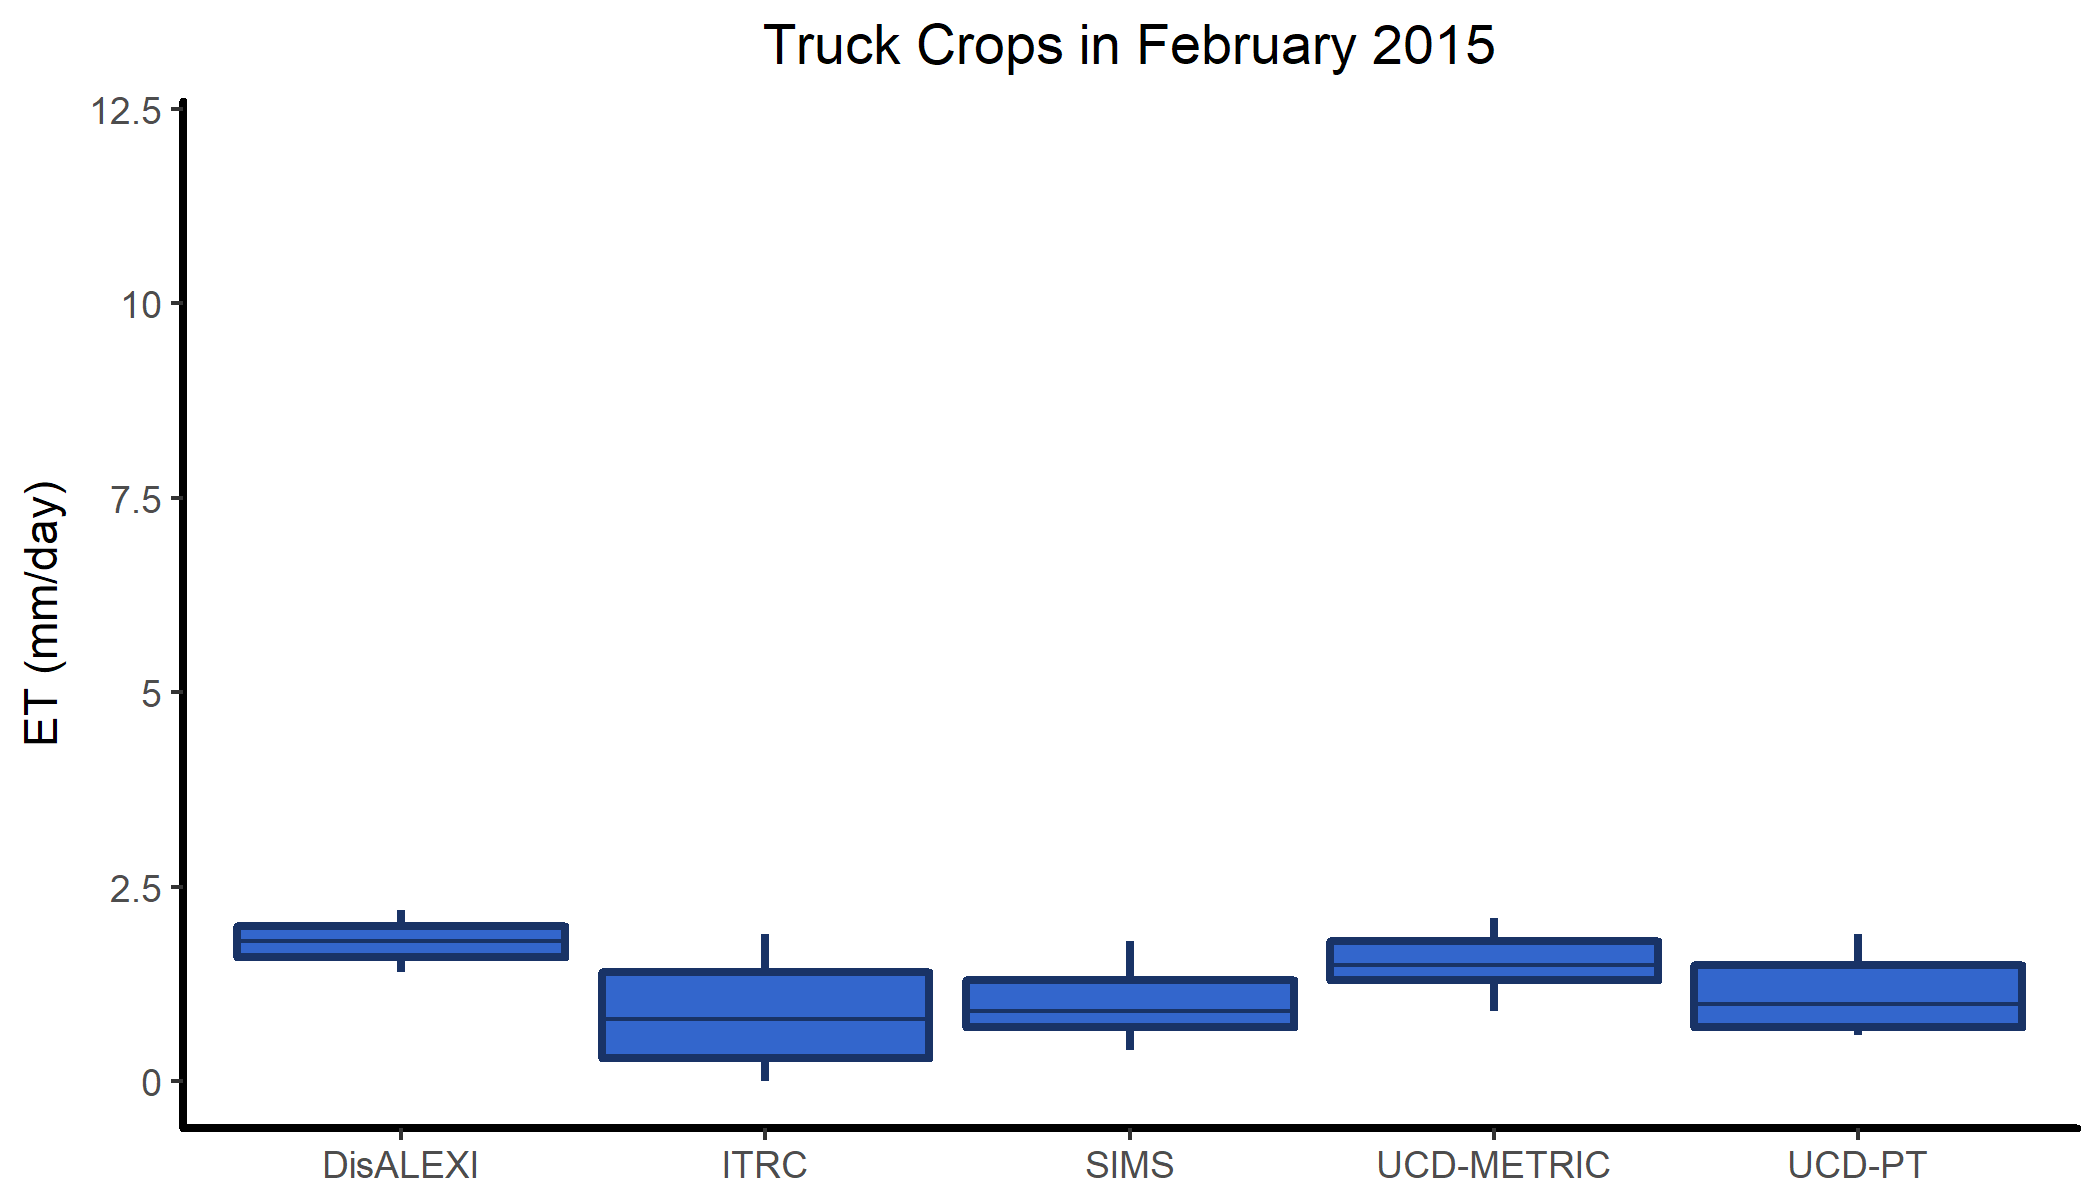 Truck Crops in February 2015
ET (mm/day)
12.5
10
7.5
5
2.5
0
DisALEXI ITRC SIMS UCD-METRIC UCD-PT